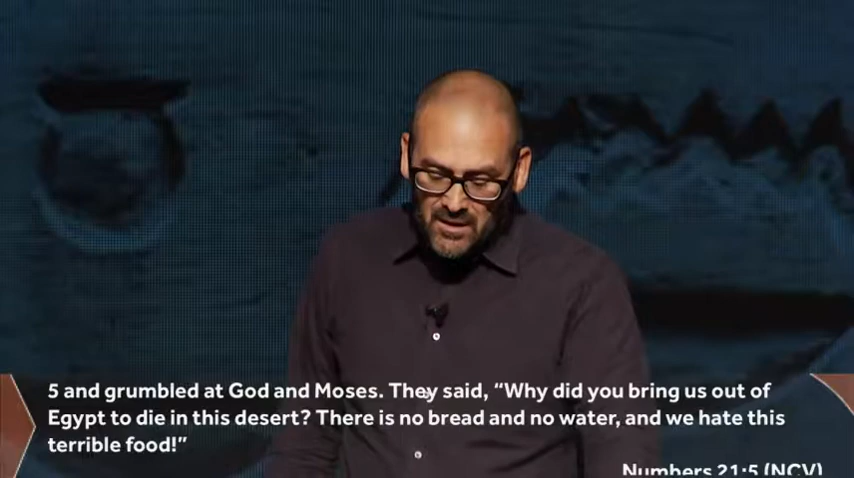 5 and grumbled at God and Moses. They said, “Why did you bring us out of
Egypt to die in this desert? There is no bread and no water, and we hate this
terrible food!”
Numbers 21:5 (NCV)